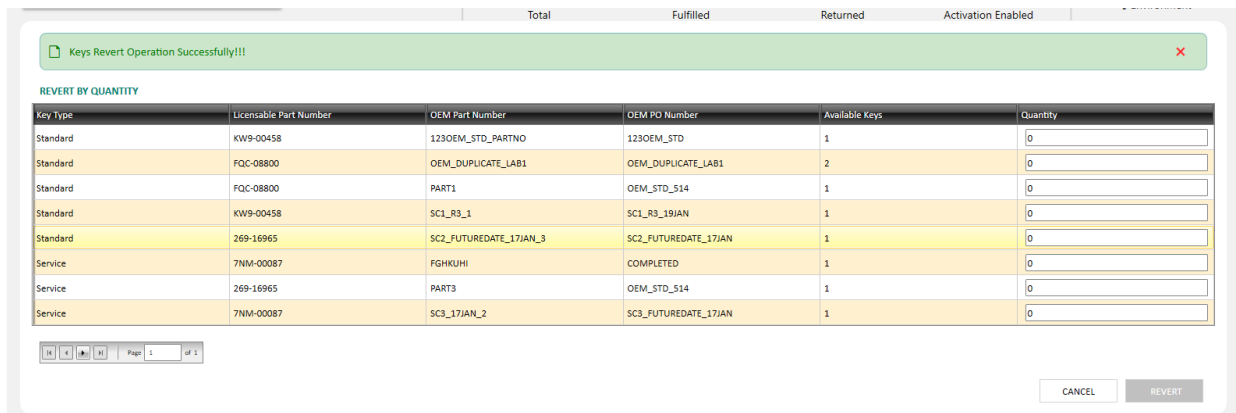 Total Fulfilled Returned Activation Enabled
Keys Revert Operation Successfully!!!
REVERT BY QUANTITY
Key Type Licensable Part Number OEM Part Number OEM PO Number Available Keys Quantity
Standard KW9-00458 123OEM_STD_PARTNO 123OEM_STD 1 0
Standard FQC-08800 OEM_DUPLICATE_LAB1 OEM_DUPLICATE_LAB1 2 0
Standard FQC-08800 PART1 OEM_STD_514 1 0
Standard KW9-00458 SC1_R3_1 SC1_R3_19JAN 1 0
Standard 269-16965 SC2_FUTUREDATE_17JAN_3 SC2_FUTUREDATE_17JAN 1 0
Service 7NM-00087 FGHKUHI COMPLETED 1 0
Service 269-16965 PART3 OEM_STD_514 1 0
Service 7NM-00087 SC3_17JAN_2 SC3_FUTUREDATE_17JAN 1 0
Page 1 of 1
CANCEL REVERT